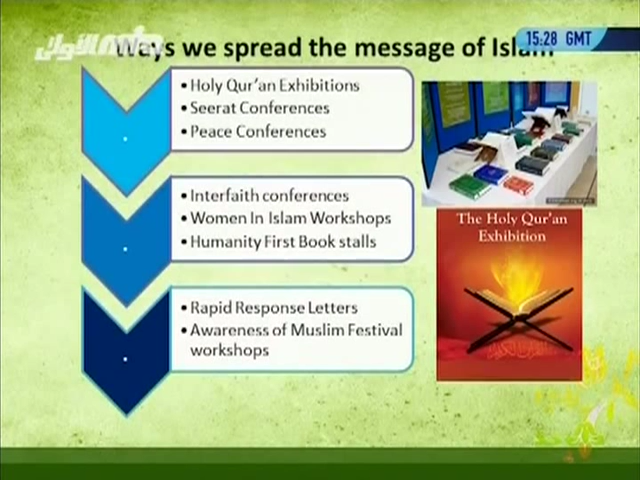 Ways we spread the message of Islam
15:28 GMT
• Holy Qur'an Exhibitions
• Seerat Conferences
• Peace Conferences
• Interfaith conferences
• Women In Islam Workshops
• Humanity First Book stalls
• Rapid Response Letters
• Awareness of Muslim Festival
workshops
The Holy Qur'an
Exhibition